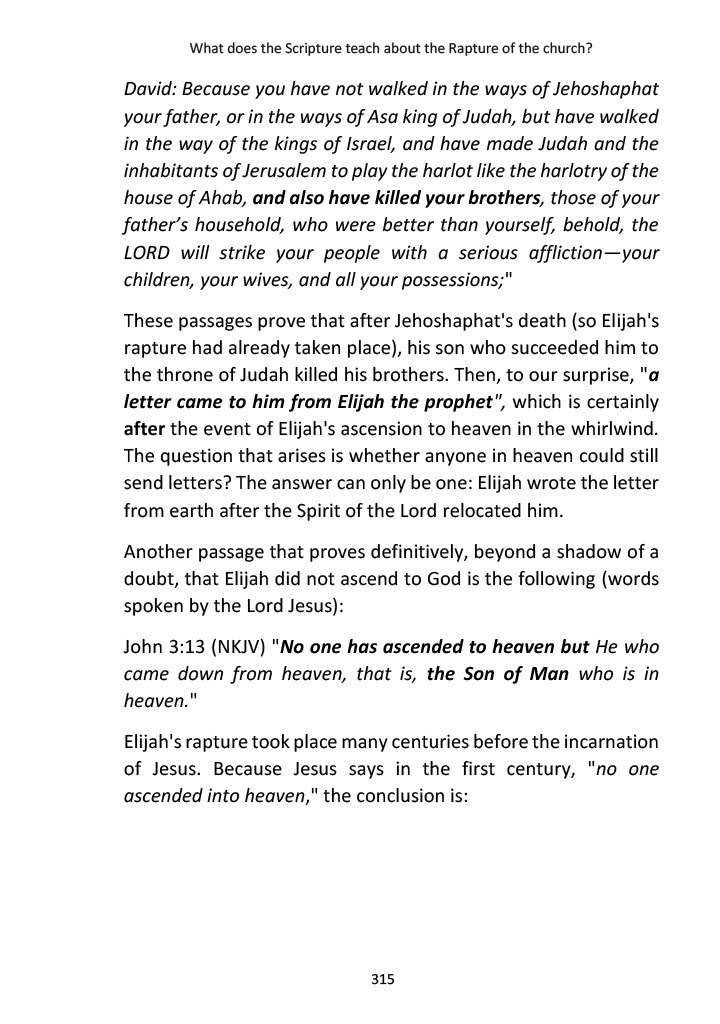 What does the Scripture teach about the Rapture of the church?
David: Because you have not walked in the ways of Jehoshaphat
your father, or in the ways of Asa king of Judah, but have walked
in the way of the kings of Israel, and have made Judah and the
inhabitants of Jerusalem to play the harlot like the harlotry of the
house of Ahab, and also have killed your brothers, those of your
father’s household, who were better than yourself, behold, the
LORD will strike your people with a serious affliction—your
children, your wives, and all your possessions;"
These passages prove that after Jehoshaphat's death (so Elijah's
rapture had already taken place), his son who succeeded him to
the throne of Judah killed his brothers. Then, to our surprise, "a
letter came to him from Elijah the prophet", which is certainly
after the event of Elijah's ascension to heaven in the whirlwind.
The question that arises is whether anyone in heaven could still
send letters? The answer can only be one: Elijah wrote the letter
from earth after the Spirit of the Lord relocated him.
Another passage that proves definitively, beyond a shadow of a
doubt, that Elijah did not ascend to God is the following (words
spoken by the Lord Jesus):
John 3:13 (NKJV) "No one has ascended to heaven but He who
came down from heaven, that is, the Son of Man who is in
heaven."
Elijah's rapture took place many centuries before the incarnation
of Jesus. Because Jesus says in the first century, "no one
ascended into heaven," the conclusion is:
315